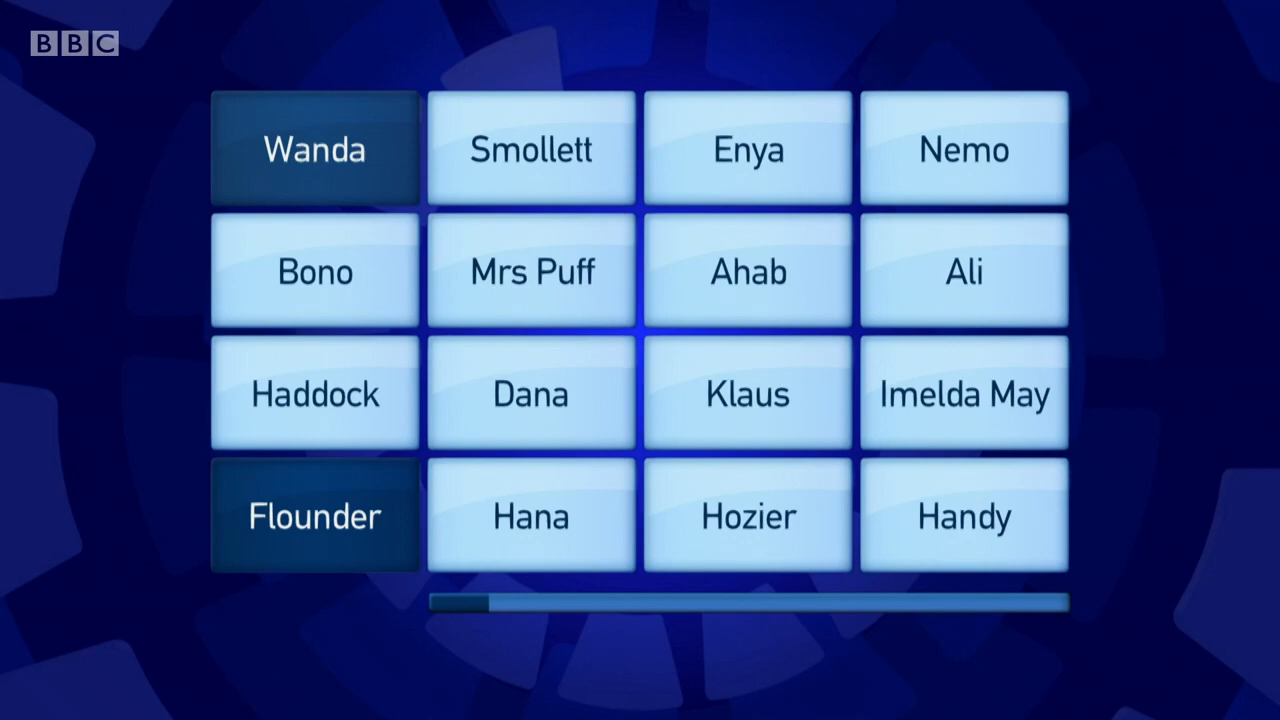 BBC
Wanda
Smollett
Enya
Nemo
Bono
Mrs Puff
Ahab
Ali
Haddock
Dana
Klaus
Imelda May
Flounder
Hana
Hozier
Handy